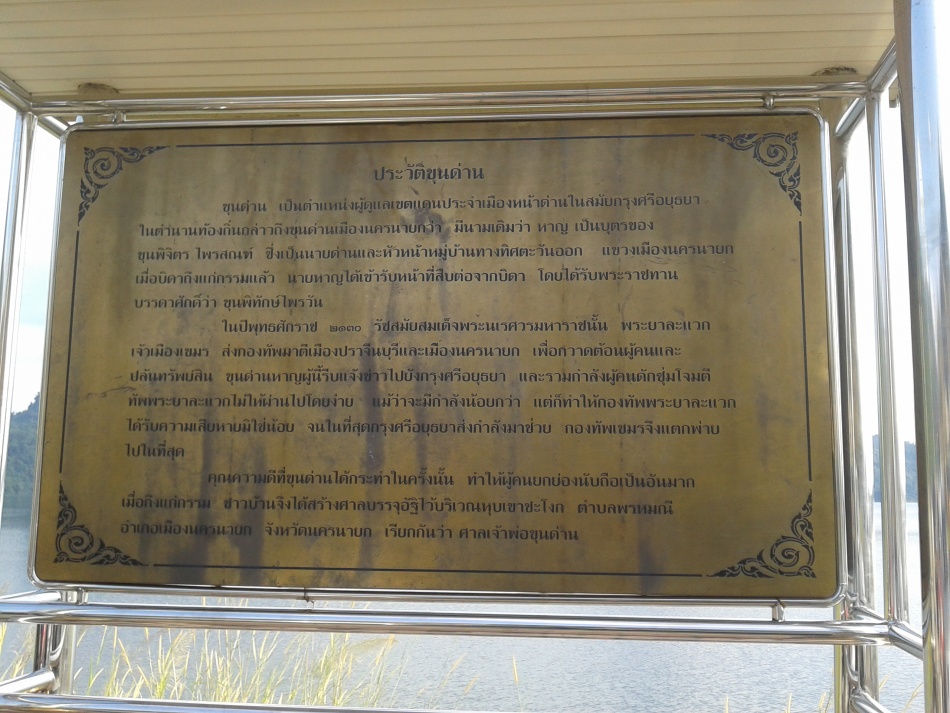 ประวัติขุนด่าน
ขุนด่าน เป็นตำแหน่งผู้ดูแลเขตแดนประจำเมืองหน้าด่านในสมัยกรุงศรีอยุธยา
ในตำนานท้องถิ่นกล่าวถึงขุนด่านเมืองนครนายกว่า มีนามเดิมว่า หาญ เป็นบุตรของ
ขุนพิจิตร ไพรสณฑ์ ซึ่งเป็นนายด่านและหัวหน้าหมู่บ้านทางทิศตะวันออก แขวงเมืองนครนายก
เมื่อบิดาถึงแก่กรรมแล้ว นายหาญได้เข้ารับหน้าที่สืบต่อจากบิดา โดยได้รับพระราชทาน
บรรดาศักดิ์ว่า ขุนพิทักษ์ไพรวัน
ในปีพุทธศักราช ๒๑๓๐ รัชสมัยสมเด็จพระนเรศวรมหาราชนั้น พระยาละแวก
เจ้าเมืองเขมร ส่งกองทัพมาตีเมืองปราจีนบุรีและเมืองนครนายก เพื่อกวาดต้อนผู้คนและ
ปล้นทรัพย์สิน ขุนด่านหาญผู้นี้รีบแจ้งข่าวไปยังกรุงศรีอยุธยา และรวมกำลังผู้คนดักซุ่มโจมตี
ทัพพระยาละแวกไม่ให้ผ่านไปโดยง่าย แม้ว่าจะมีกำลังน้อยกว่า แต่ก็ทำให้กองทัพพระยาละแวก
ได้รับความเสียหายมิใช่น้อย จนในที่สุดกรุงศรีอยุธยาส่งกำลังมาช่วย กองทัพเขมรจึงแตกพ่าย
ไปในที่สุด
คุณความดีที่ขุนด่านได้กระทำในครั้งนั้น ทำให้ผู้คนยกย่องนับถือเป็นอันมาก
เมื่อถึงแก่กรรม ชาวบ้านจึงได้สร้างศาลบรรจุอัฐิไว้บริเวณหุบเขาชะโงก ตำบลพรหมณี
อำเภอเมืองนครนายก จังหวัดนครนายก เรียกกันว่า ศาลเจ้าพ่อขุนด่าน